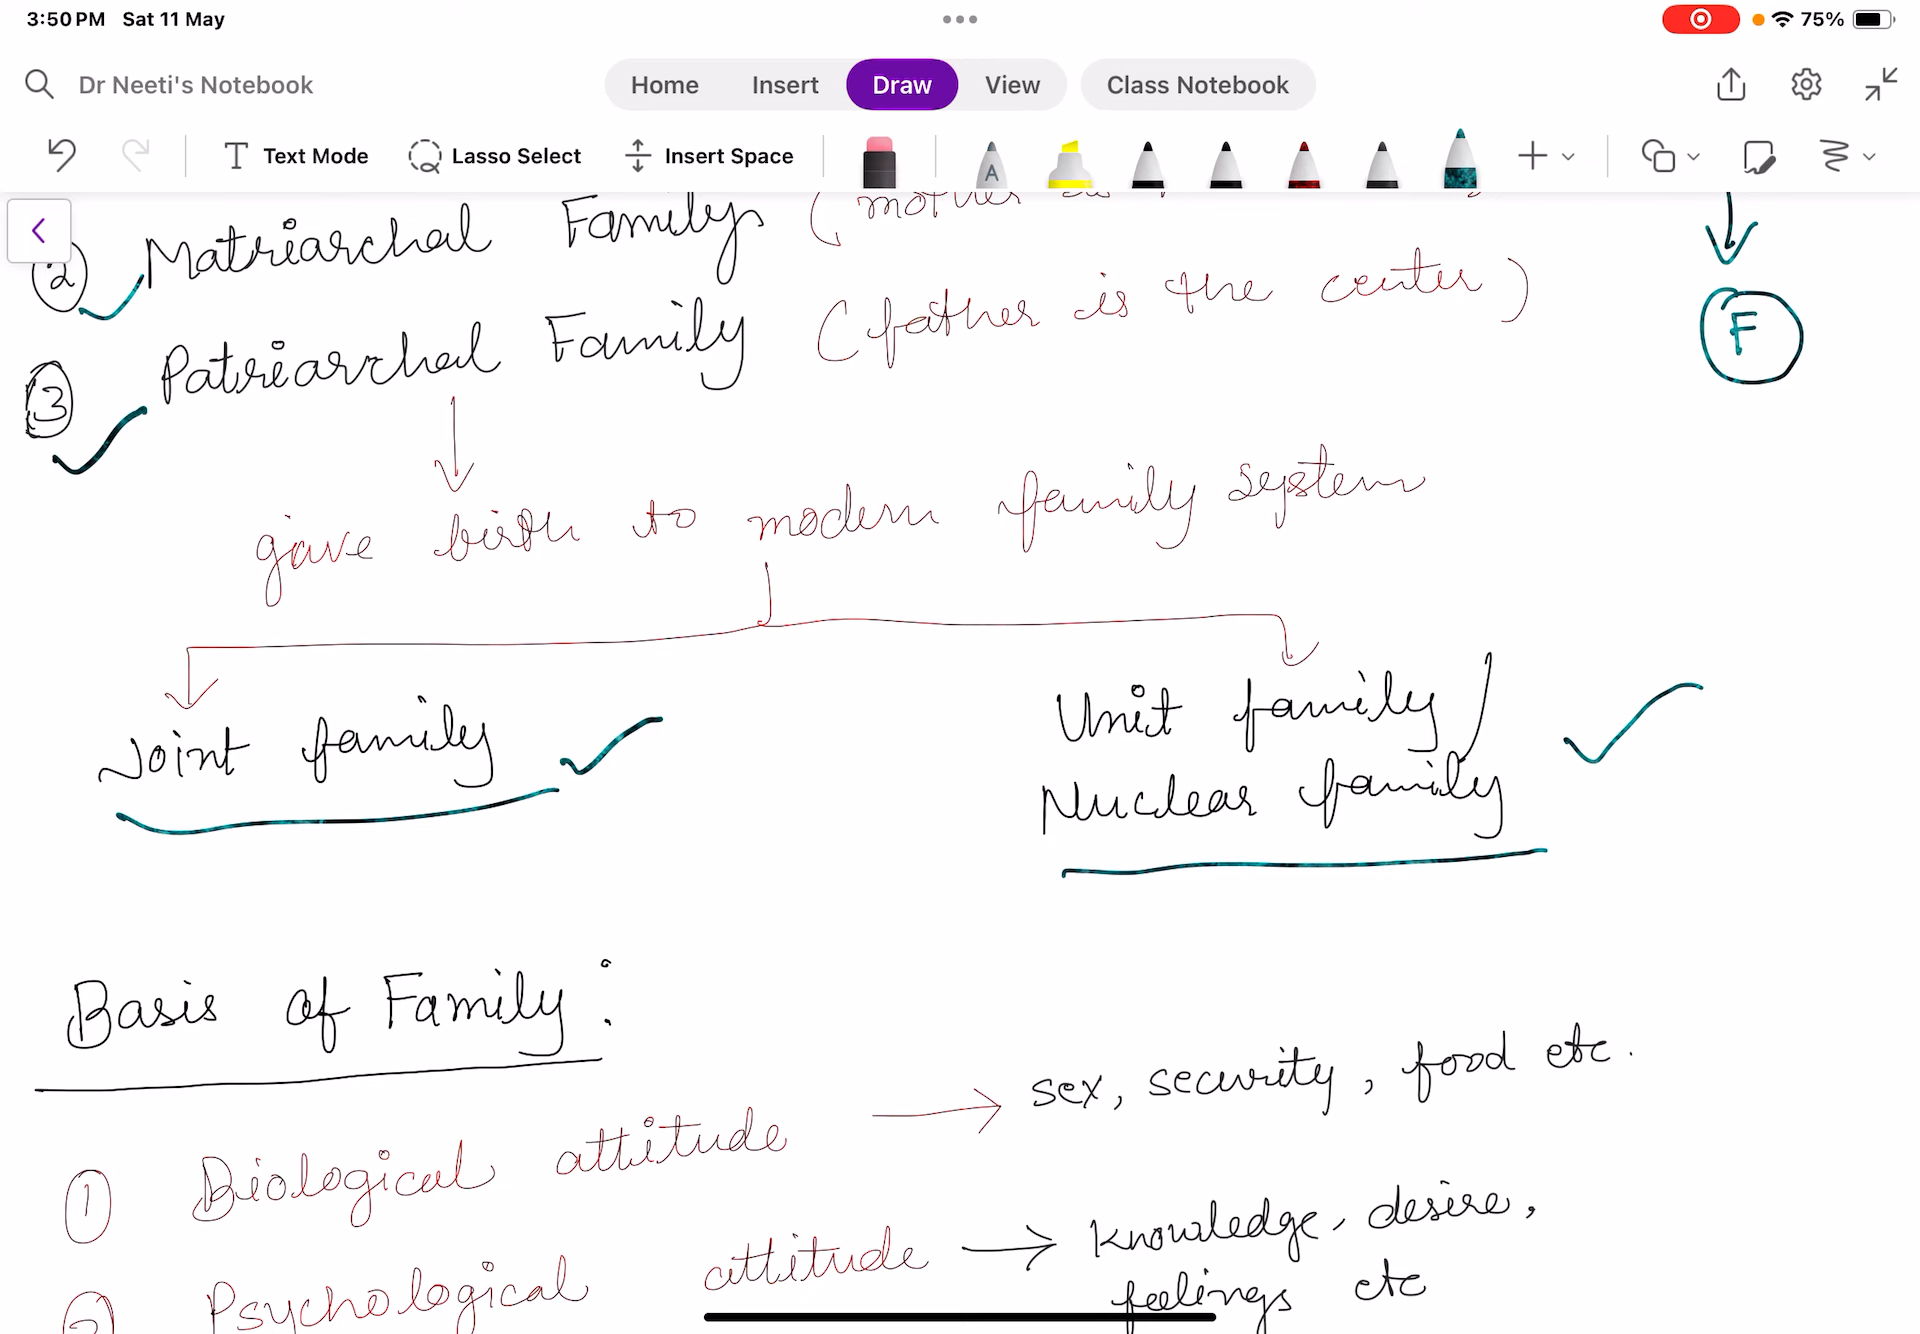 3:50 PM Sat 11 May
75%
Dr Neeti's Notebook
Home Insert Draw View Class Notebook
Text Mode Lasso Select Insert Space
A
② Matriarchal Family (mother
③ Patriarchal Family (father is the center)
F
gave birth to modern family system
Joint family
Unit family /
Nuclear family
Basis of Family :
① Biological attitude → sex, security, food etc.
② Psychological attitude → Knowledge, desire,
feelings etc